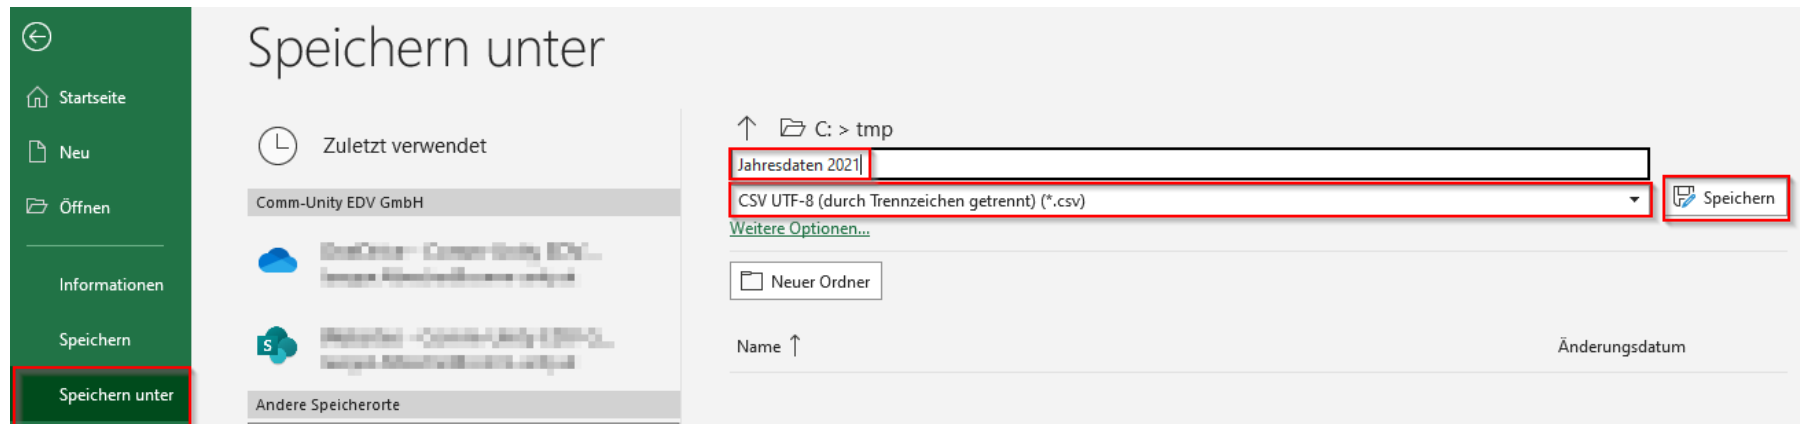 Speichern unter
Startseite
Neu
Öffnen
Informationen
Speichern
Speichern unter
Zuletzt verwendet
Comm-Unity EDV GmbH
Andere Speicherorte
C: > tmp
Jahresdaten 2021
CSV UTF-8 (durch Trennzeichen getrennt) (*.csv)
Speichern
Weitere Optionen...
Neuer Ordner
Name ↑ Änderungsdatum